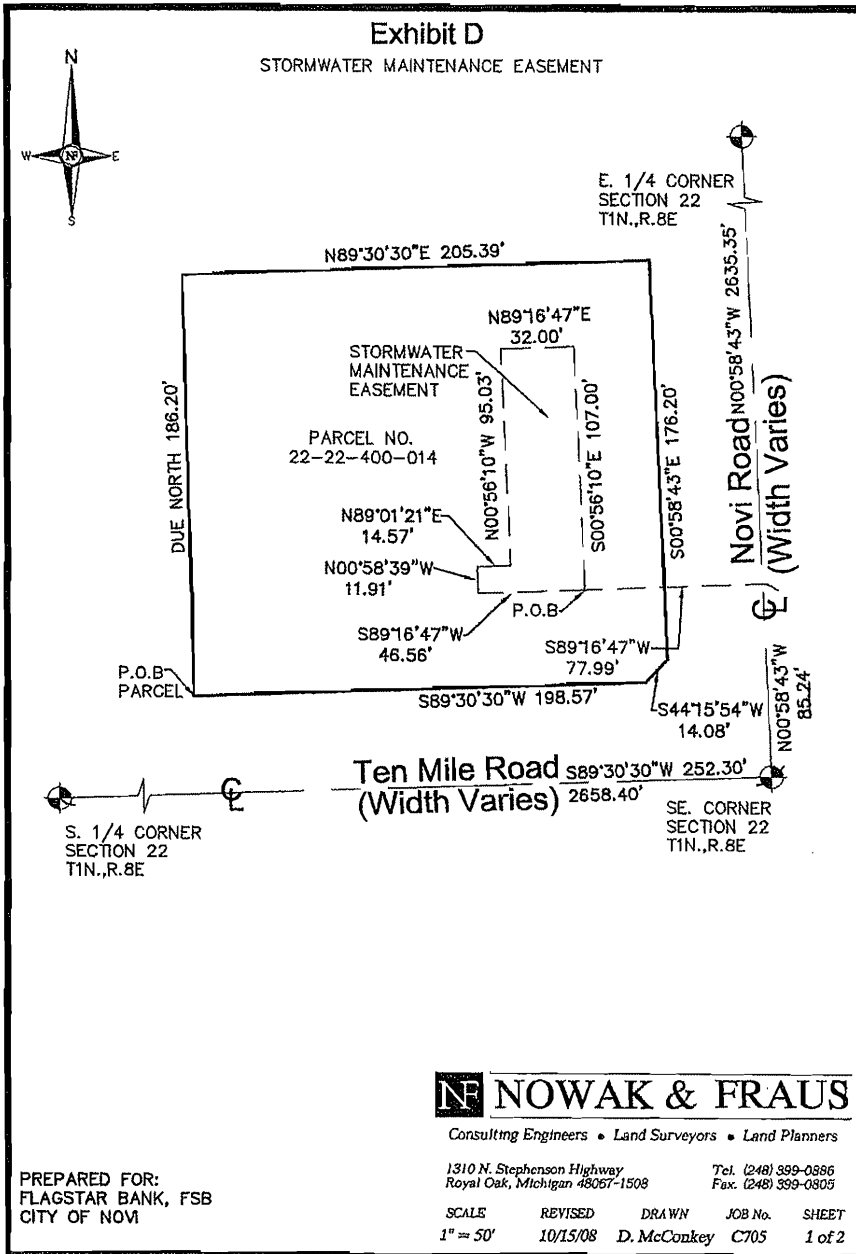 Exhibit D
STORMWATER MAINTENANCE EASEMENT
N
W
NF
E
S
E. 1/4 CORNER
SECTION 22
T1N.,R.8E
N00°58'43"W 2635.35'
N89°30'30"E 205.39'
N89°16'47"E
32.00'
STORMWATER
MAINTENANCE
EASEMENT
N00°56'10"W 95.03'
S00°56'10"E 107.00'
S00°58'43"E 176.20'
DUE NORTH 186.20'
PARCEL NO.
22-22-400-014
Novi Road
(Width Varies)
N89°01'21"E
14.57'
N00°58'39"W
11.91'
P.O.B
S89°16'47"W
46.56'
S89°16'47"W
77.99'
CL
P.O.B
PARCEL
S89°30'30"W 198.57'
S44°15'54"W
14.08'
N00°58'43"W
85.24'
Ten Mile Road
(Width Varies)
S89°30'30"W 252.30'
2658.40'
CL
S. 1/4 CORNER
SECTION 22
T1N.,R.8E
SE. CORNER
SECTION 22
T1N.,R.8E
NF NOWAK & FRAUS
Consulting Engineers • Land Surveyors • Land Planners
1310 N. Stephenson Highway
Royal Oak, Michigan 48067-1508
Tel. (248) 399-0886
Fax. (248) 399-0805
PREPARED FOR:
FLAGSTAR BANK, FSB
CITY OF NOVI
SCALE REVISED DRAWN JOB No. SHEET
1" = 50' 10/15/08 D. McConkey C705 1 of 2